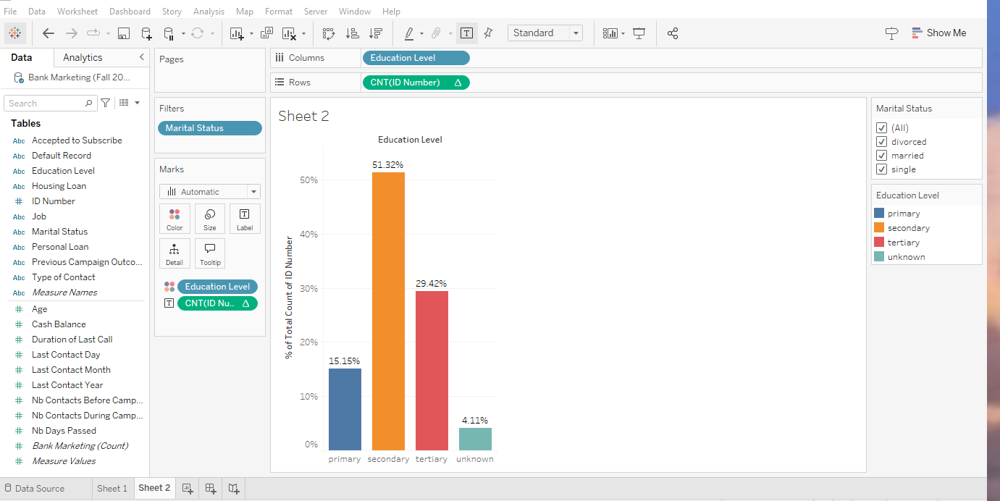 File Data Worksheet Dashboard Story Analysis Map Format Server Window Help
Standard
Show Me
Data Analytics
Bank Marketing (Fall 20...
Search
Tables
Abc Accepted to Subscribe
Abc Default Record
Abc Education Level
Abc Housing Loan
# ID Number
Abc Job
Abc Marital Status
Abc Personal Loan
Abc Previous Campaign Outco...
Abc Type of Contact
Abc Measure Names
# Age
# Cash Balance
# Duration of Last Call
# Last Contact Day
# Last Contact Month
# Last Contact Year
# Nb Contacts Before Camp...
# Nb Contacts During Camp...
# Nb Days Passed
# Bank Marketing (Count)
# Measure Values
Pages
Filters
Marital Status
Marks
Automatic
Color Size Label
Detail Tooltip
Education Level
CNT(ID Nu.. Δ
Columns Education Level
Rows CNT(ID Number) Δ
Sheet 2
Education Level
% of Total Count of ID Number
50%
40%
30%
20%
10%
0%
15.15%
51.32%
29.42%
4.11%
primary secondary tertiary unknown
Marital Status
(All)
divorced
married
single
Education Level
primary
secondary
tertiary
unknown
Data Source Sheet 1 Sheet 2